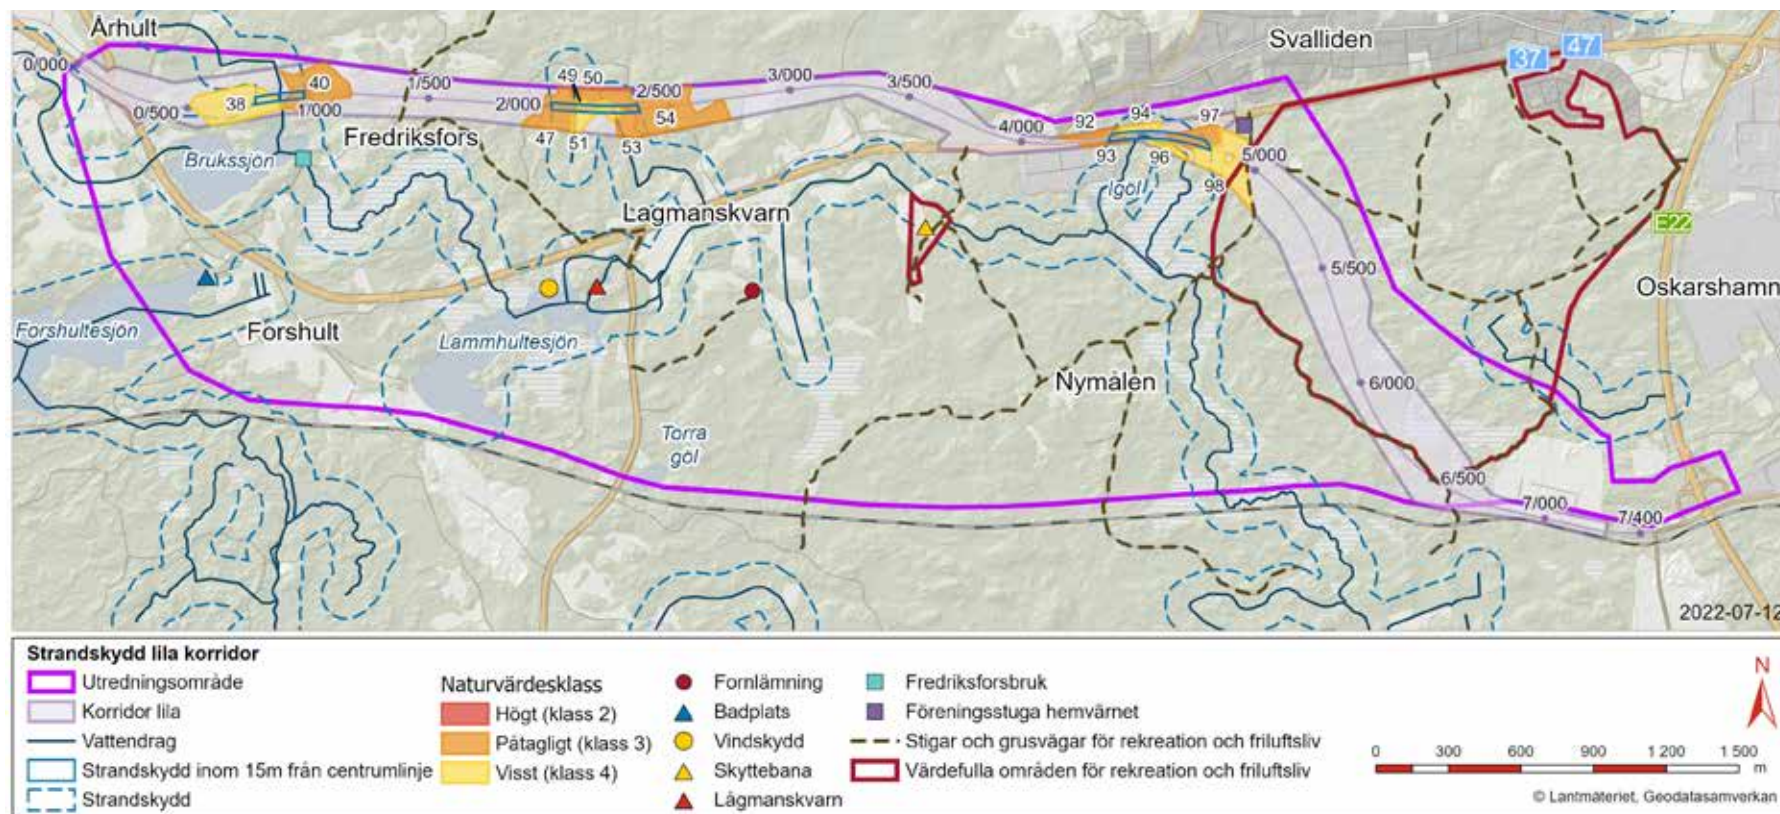 Århult
Svalliden
47
37
0/000
40
49
50
3/000
1/500
2/500
3/500
38
0/500
1/000
2/000
54
94
97
92
4/000
Fredriksfors
47
51
53
93
96
5/000
Brukssjön
Igöl
98
Lagmanskvarn
E22
5/500
Oskarshamn
Forshultesjön
Forshult
Lammhultesjön
Nymålen
6/000
Torra
göl
6/500
7/000
7/400
2022-07-12
Strandskydd lila korridor
Utredningsområde
Korridor lila
Vattendrag
Strandskydd inom 15m från centrumlinje
Strandskydd
Naturvärdesklass
Högt (klass 2)
Påtagligt (klass 3)
Visst (klass 4)
Fornlämning
Badplats
Vindskydd
Skyttebana
Lågmanskvarn
Fredriksforsbruk
Föreningsstuga hemvärnet
Stigar och grusvägar för rekreation och friluftsliv
Värdefulla områden för rekreation och friluftsliv
N
0 300 600 900 1 200 1 500
m
© Lantmäteriet, Geodatasamverkan